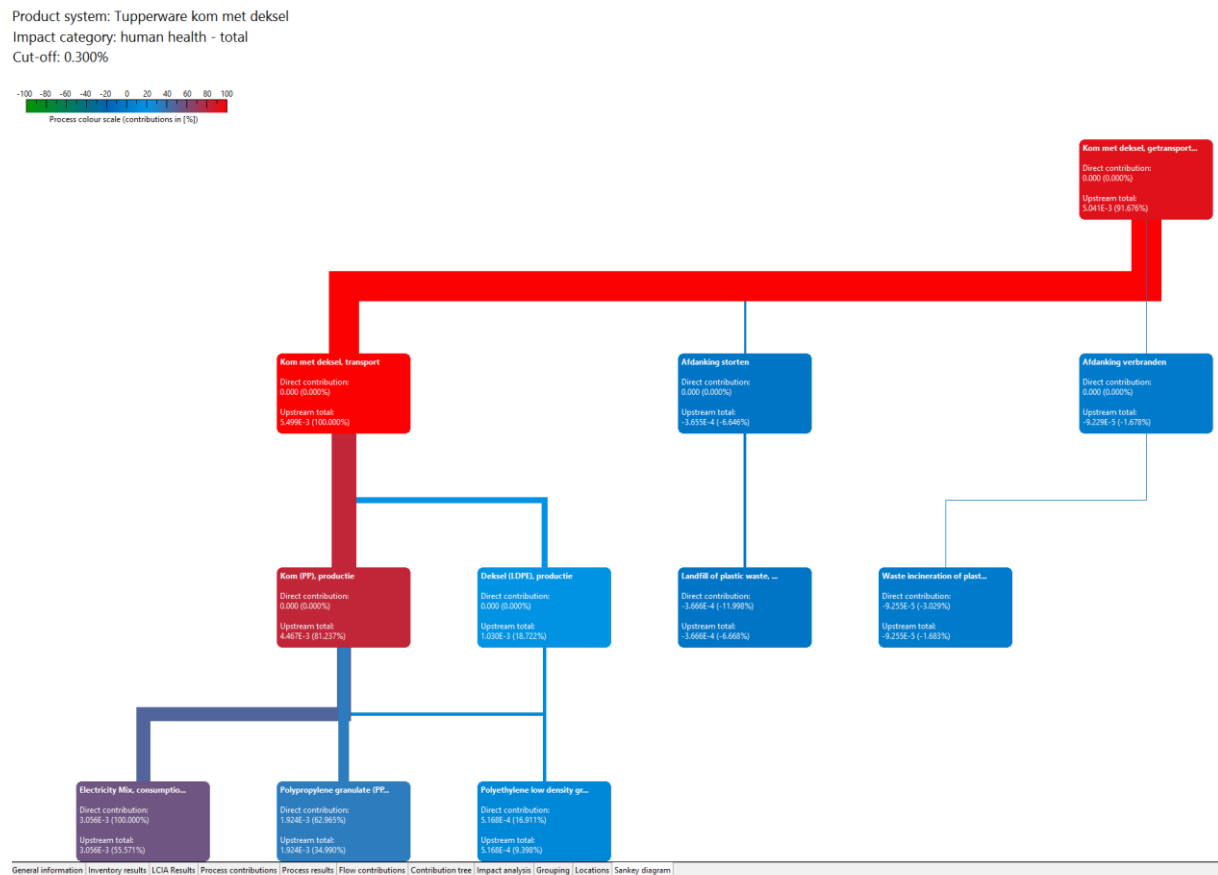 Product system: Tupperware kom met deksel
Impact category: human health - total
Cut-off: 0.300%
-100 -80 -60 -40 -20 0 20 40 60 80 100
Process colour scale (contributions in [%])
Kom met deksel, getransport...
Direct contribution:
0.000 (0.000%)
Upstream total:
5.041E-3 (91.676%)
Kom met deksel, transport
Direct contribution:
0.000 (0.000%)
Upstream total:
5.499E-3 (100.000%)
Afdanking storten
Direct contribution:
0.000 (0.000%)
Upstream total:
-3.655E-4 (-6.646%)
Afdanking verbranden
Direct contribution:
0.000 (0.000%)
Upstream total:
-9.229E-5 (-1.678%)
Kom (PP), productie
Direct contribution:
0.000 (0.000%)
Upstream total:
4.467E-3 (81.237%)
Deksel (LDPE), productie
Direct contribution:
0.000 (0.000%)
Upstream total:
1.030E-3 (18.722%)
Landfill of plastic waste, ...
Direct contribution:
-3.666E-4 (-11.998%)
Upstream total:
-3.666E-4 (-6.668%)
Waste incineration of plast...
Direct contribution:
-9.255E-5 (-3.029%)
Upstream total:
-9.255E-5 (-1.683%)
Electricity Mix, consumptio...
Direct contribution:
3.056E-3 (100.000%)
Upstream total:
3.056E-3 (55.571%)
Polypropylene granulate (PP...
Direct contribution:
1.924E-3 (62.965%)
Upstream total:
1.924E-3 (34.990%)
Polyethylene low density gr...
Direct contribution:
5.168E-4 (16.911%)
Upstream total:
5.168E-4 (9.398%)
General information Inventory results LCIA Results Process contributions Process results Flow contributions Contribution tree Impact analysis Grouping Locations Sankey diagram